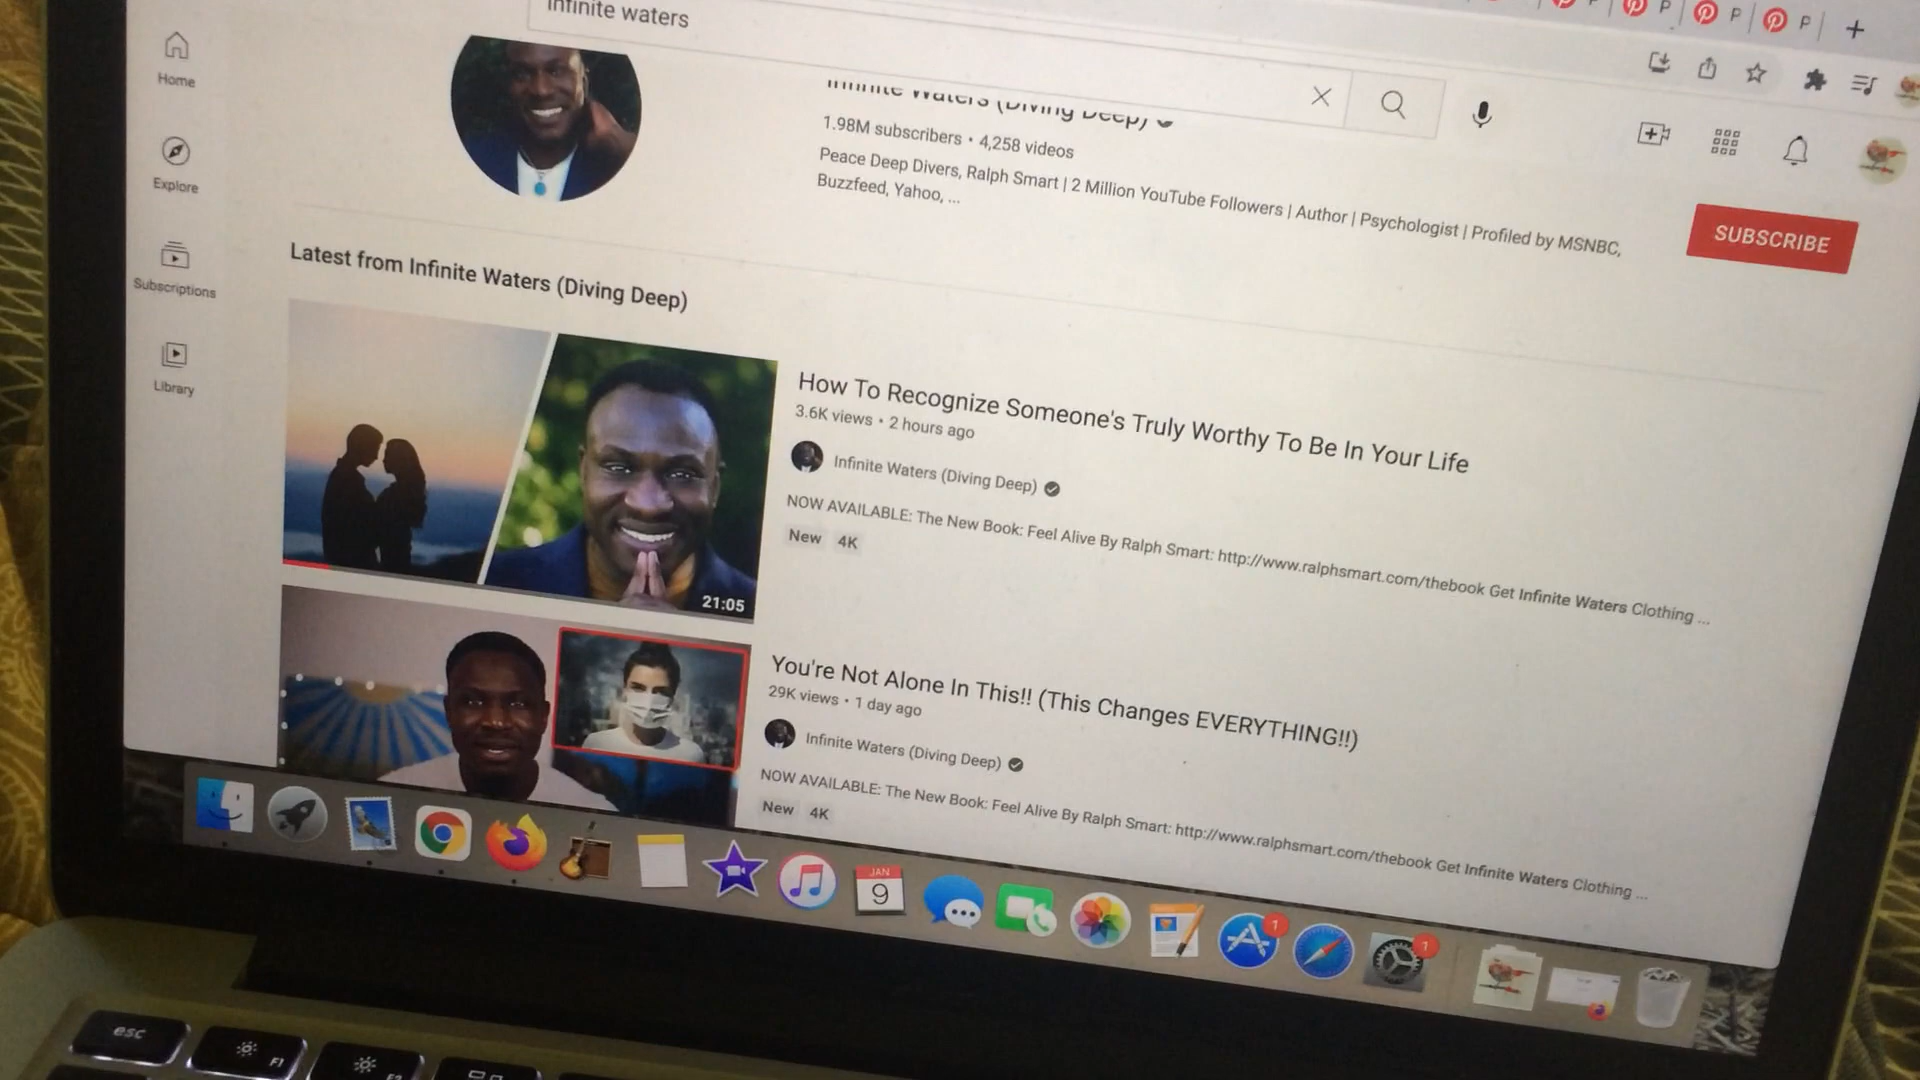 infinite waters
P
P
P
P
Home
Infinite Waters (Diving Deep)
1.98M subscribers • 4,258 videos
Peace Deep Divers, Ralph Smart | 2 Million YouTube Followers | Author | Psychologist | Profiled by MSNBC,
Buzzfeed, Yahoo, ...
SUBSCRIBE
Explore
Subscriptions
Library
Latest from Infinite Waters (Diving Deep)
21:05
How To Recognize Someone's Truly Worthy To Be In Your Life
3.6K views • 2 hours ago
Infinite Waters (Diving Deep)
NOW AVAILABLE: The New Book: Feel Alive By Ralph Smart: http://www.ralphsmart.com/thebook Get Infinite Waters Clothing ...
New 4K
You're Not Alone In This!! (This Changes EVERYTHING!!)
29K views • 1 day ago
Infinite Waters (Diving Deep)
NOW AVAILABLE: The New Book: Feel Alive By Ralph Smart: http://www.ralphsmart.com/thebook Get Infinite Waters Clothing ...
New 4K
JAN
9
1
1
esc
F1
F2